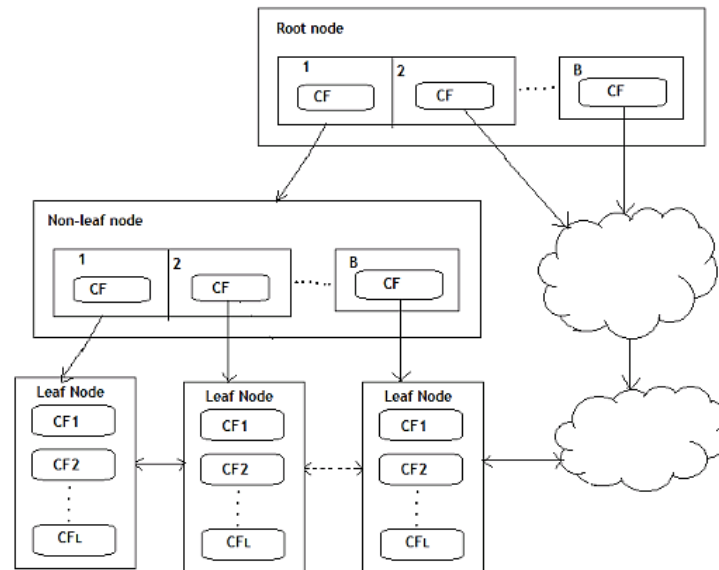 Root node
1 2 B
CF CF CF
Non-leaf node
1 2 B
CF CF CF
Leaf Node Leaf Node Leaf Node
CF1 CF1 CF1
CF2 CF2 CF2
CFL CFL CFL